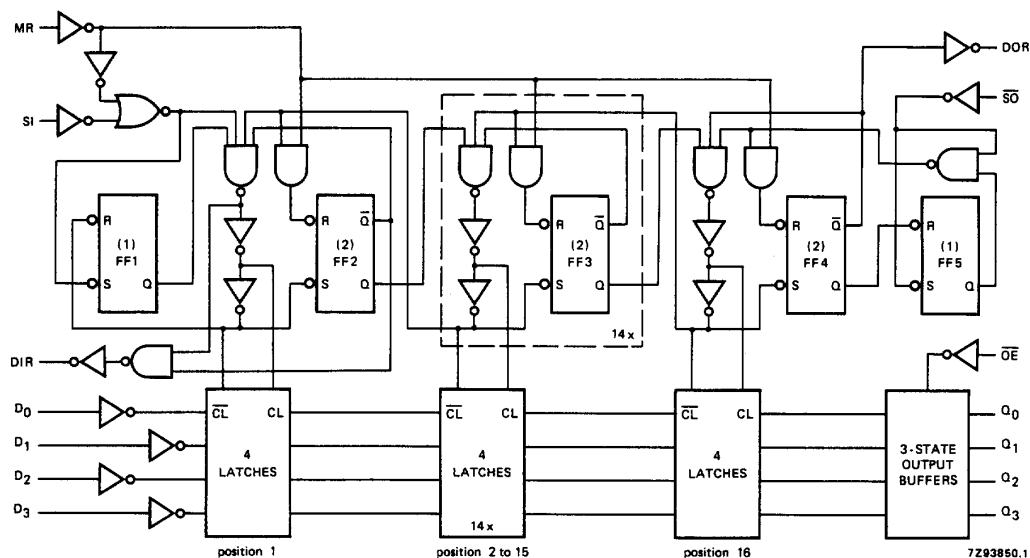 MR
DOR
SO
SI
R
(1)
FF1
S Q
R Q
(2)
FF2
S Q
R Q
(2)
FF3
S Q
14x
R Q
(2)
FF4
S Q
R
(1)
FF5
S Q
DIR
OE
D0
D1
D2
D3
CL CL
4
LATCHES
CL CL
4
LATCHES
14x
CL CL
4
LATCHES
3-STATE
OUTPUT
BUFFERS
Q0
Q1
Q2
Q3
position 1
position 2 to 15
position 16
7Z93850.1